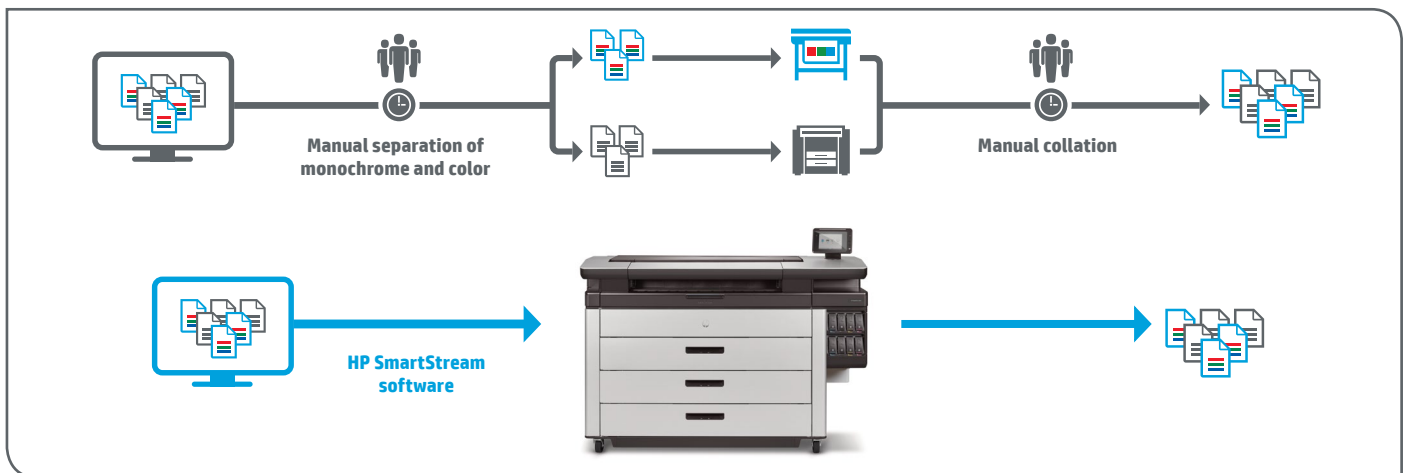 Manual separation of
monochrome and color
Manual collation
HP SmartStream
software